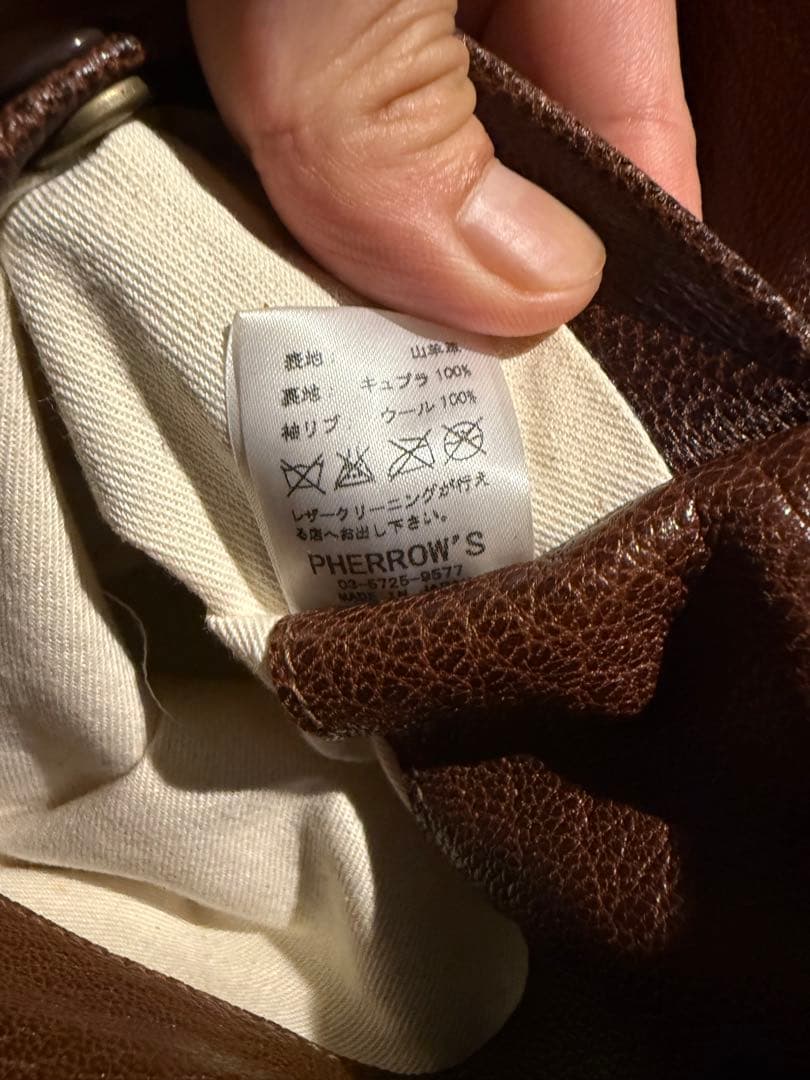 表地： 山羊革
裏地： キュプラ 100%
袖リブ ウール 100%
レザークリーニングが行え
る店へお出し下さい。
PHERROW'S
03-5725-9577
MADE IN